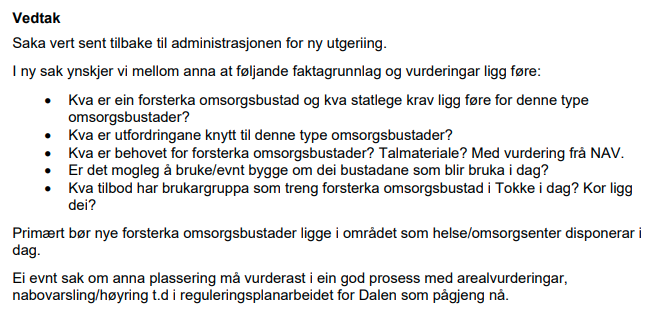 Vedtak
Saka vert sent tilbake til administrasjonen for ny utgeriing.
I ny sak ynskjer vi mellom anna at føljande faktagrunnlag og vurderingar ligg føre:
• Kva er ein forsterka omsorgsbustad og kva statlege krav ligg føre for denne type
omsorgsbustader?
• Kva er utfordringane knytt til denne type omsorgsbustader?
• Kva er behovet for forsterka omsorgsbustader? Talmateriale? Med vurdering frå NAV.
• Er det mogleg å bruke/evnt bygge om dei bustadane som blir bruka i dag?
• Kva tilbod har brukargruppa som treng forsterka omsorgsbustad i Tokke i dag? Kor ligg
dei?
Primært bør nye forsterka omsorgsbustader ligge i området som helse/omsorgsenter disponerar i
dag.
Ei evnt sak om anna plassering må vurderast i ein god prosess med arealvurderingar,
nabovarsling/høyring t.d i reguleringsplanarbeidet for Dalen som pågjeng nå.